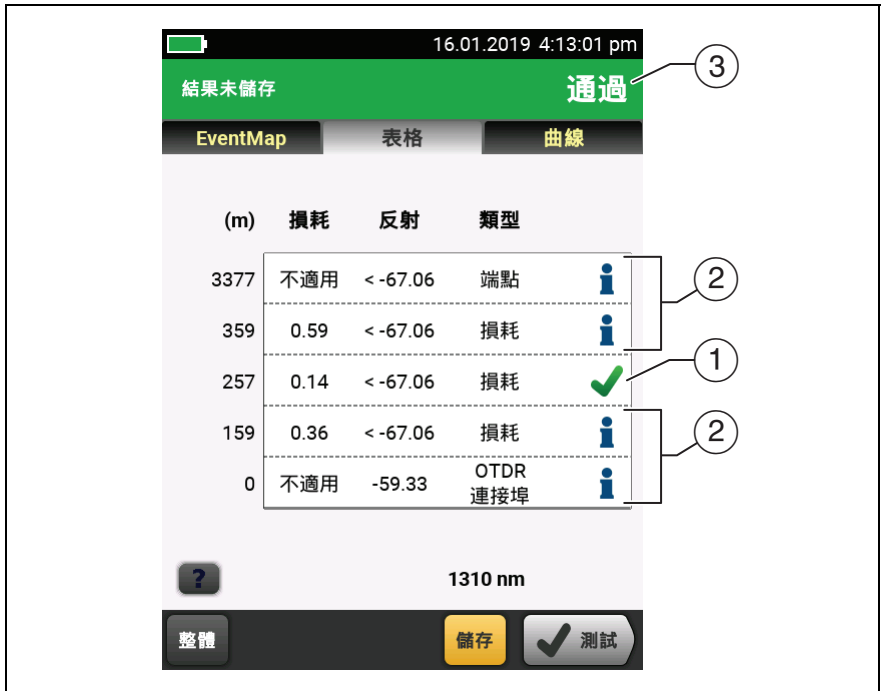 16.01.2019 4:13:01 pm
結果未儲存 通過
③
EventMap 表格 曲線
(m) 損耗 反射 類型
3377 不適用 < -67.06 端點
②
359 0.59 < -67.06 損耗
257 0.14 < -67.06 損耗
①
159 0.36 < -67.06 損耗
②
0 不適用 -59.33 OTDR
連接埠
?
1310 nm
整體 儲存 測試